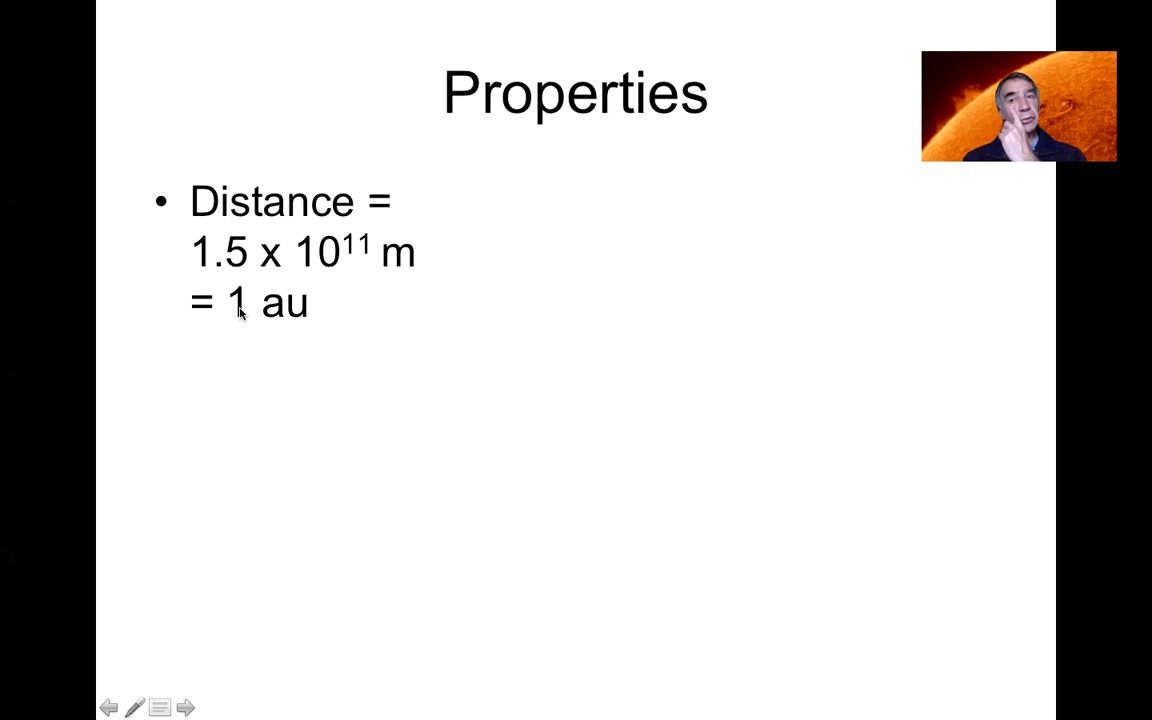 Properties
• Distance =
1.5 x 10¹¹ m
= 1 au